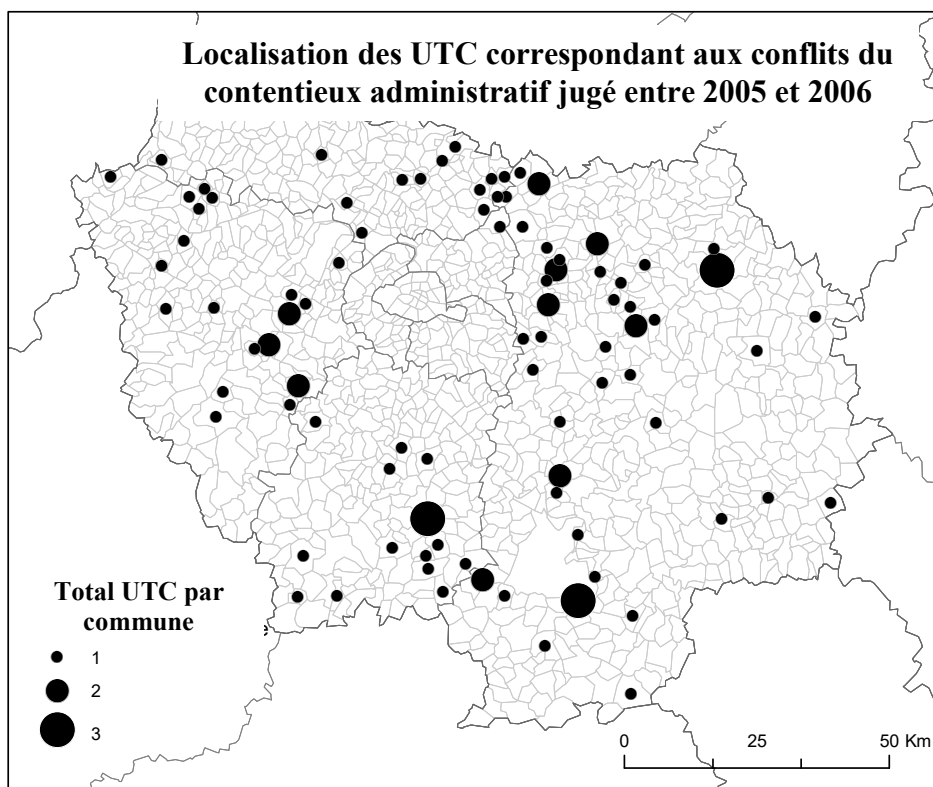 Localisation des UTC correspondant aux conflits du
contentieux administratif jugé entre 2005 et 2006
Total UTC par
commune
e
1
2
3
0 25 50 Km